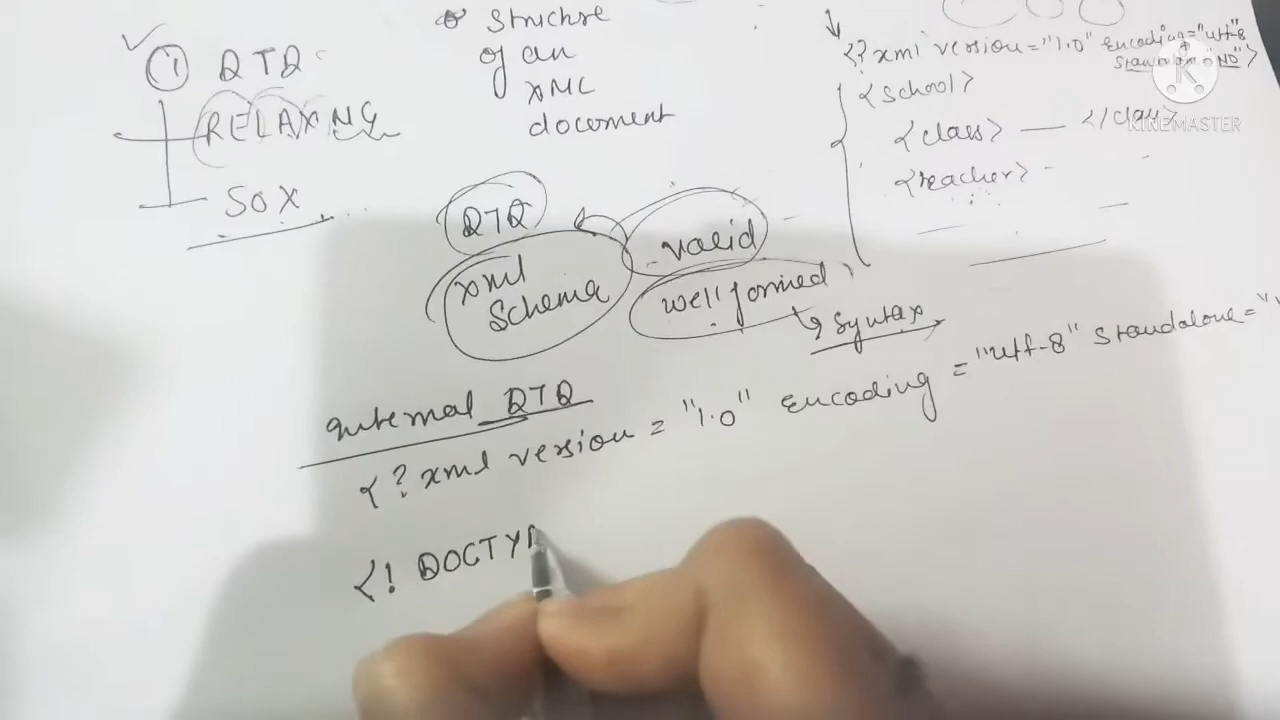 ① DTD
RELAXNG
SOX
Structure
of an
XML
document
<?xml version="1.0" Encoding="utf-8"
Standalone="NO">
<School>
<class> — </class>
<teacher> -
KINEMASTER
DTD
valid
xml
Schema
well formed
Syntax
Internal DTD
<?xml version = "1.0" Encoding = "utf-8" Standalone="
<! DOCTYP